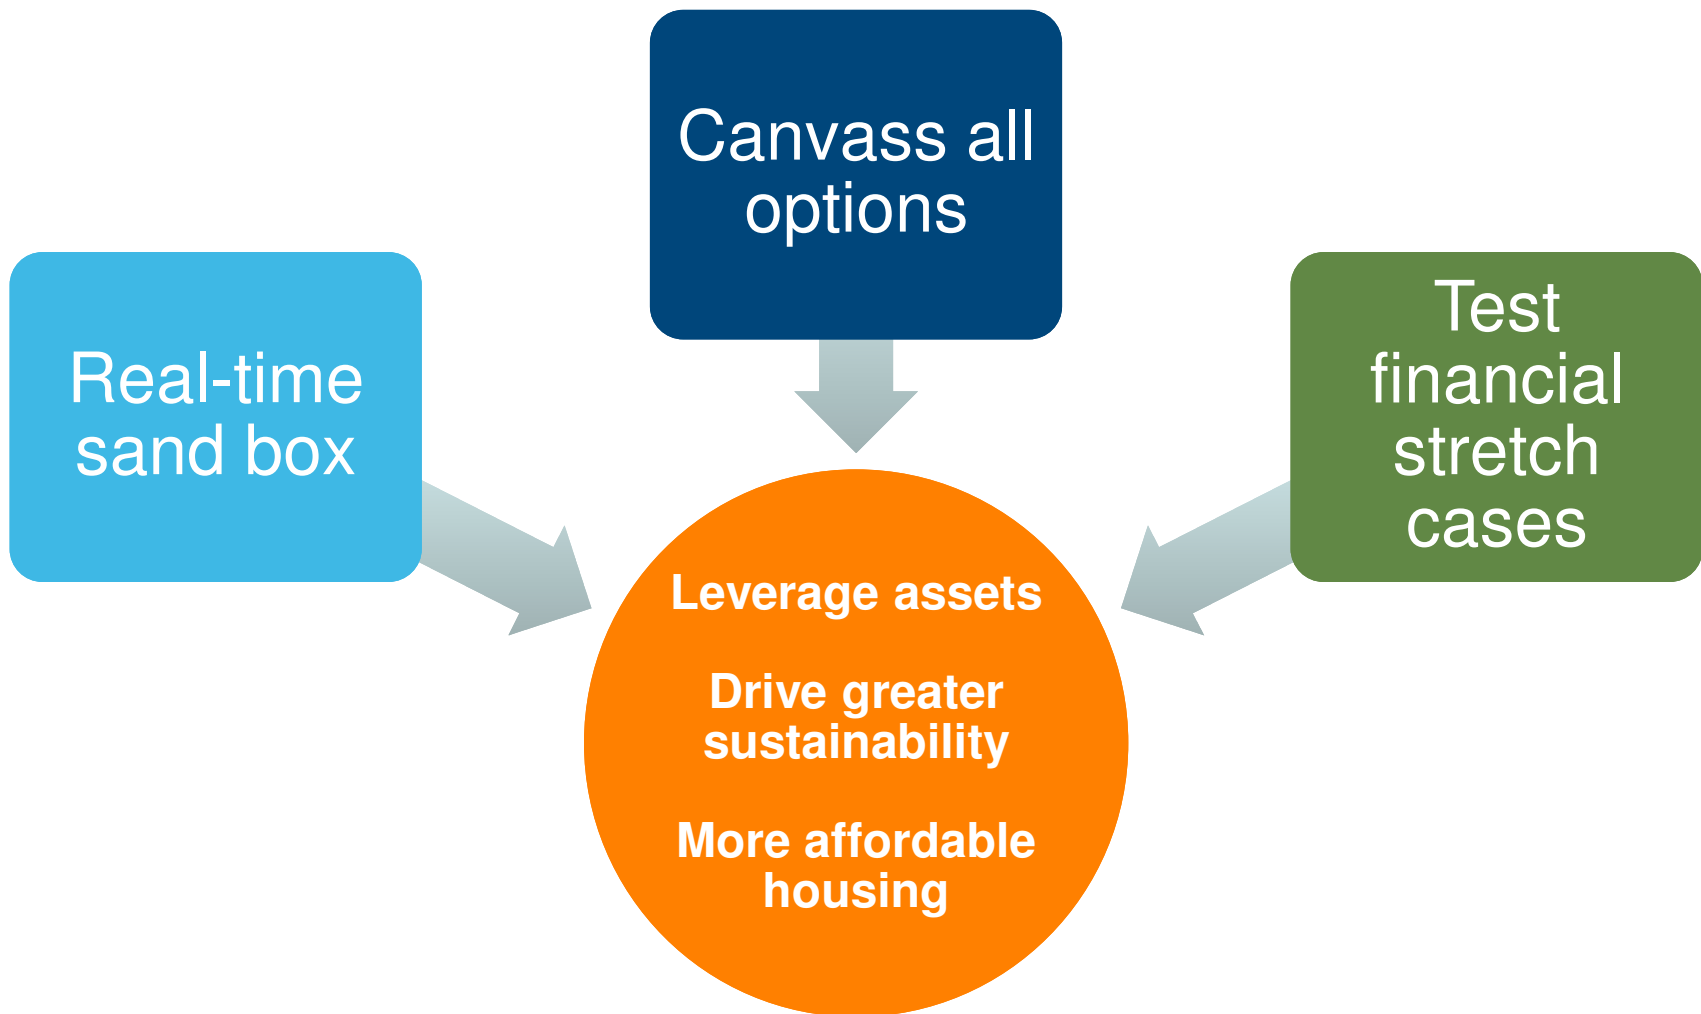 Canvass all
options
Real-time
sand box
Test
financial
stretch
cases
Leverage assets
Drive greater
sustainability
More affordable
housing